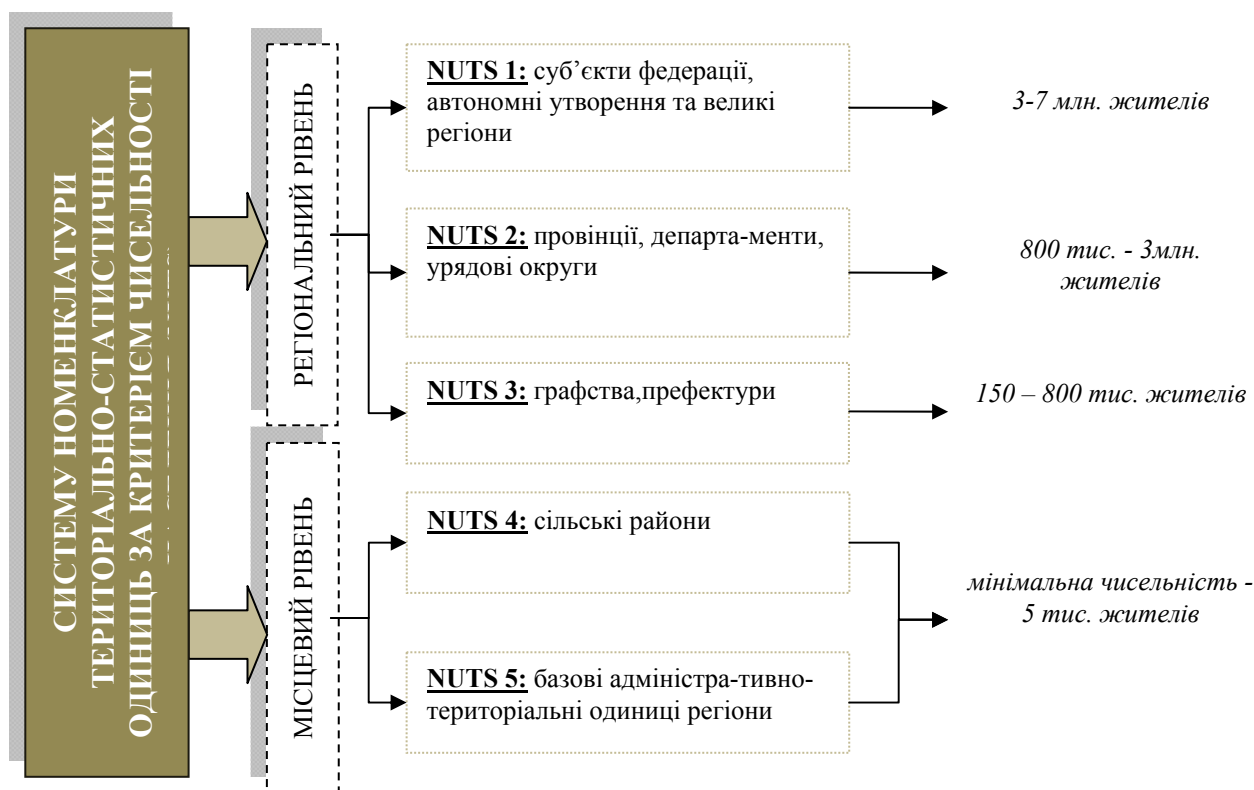 СИСТЕМУ НОМЕНКЛАТУРИ
ТЕРИТОРІАЛЬНО-СТАТИСТИЧНИХ
ОДИНИЦЬ ЗА КРИТЕРІЄМ ЧИСЕЛЬНОСТІ
РЕГІОНАЛЬНИЙ РІВЕНЬ
NUTS 1: суб’єкти федерації,
автономні утворення та великі
регіони
3-7 млн. жителів
NUTS 2: провінції, департа-менти,
урядові округи
800 тис. - 3млн.
жителів
NUTS 3: графства,префектури
150 – 800 тис. жителів
МІСЦЕВИЙ РІВЕНЬ
NUTS 4: сільські райони
NUTS 5: базові адміністра-тивно-
територіальні одиниці регіони
мінімальна чисельність -
5 тис. жителів